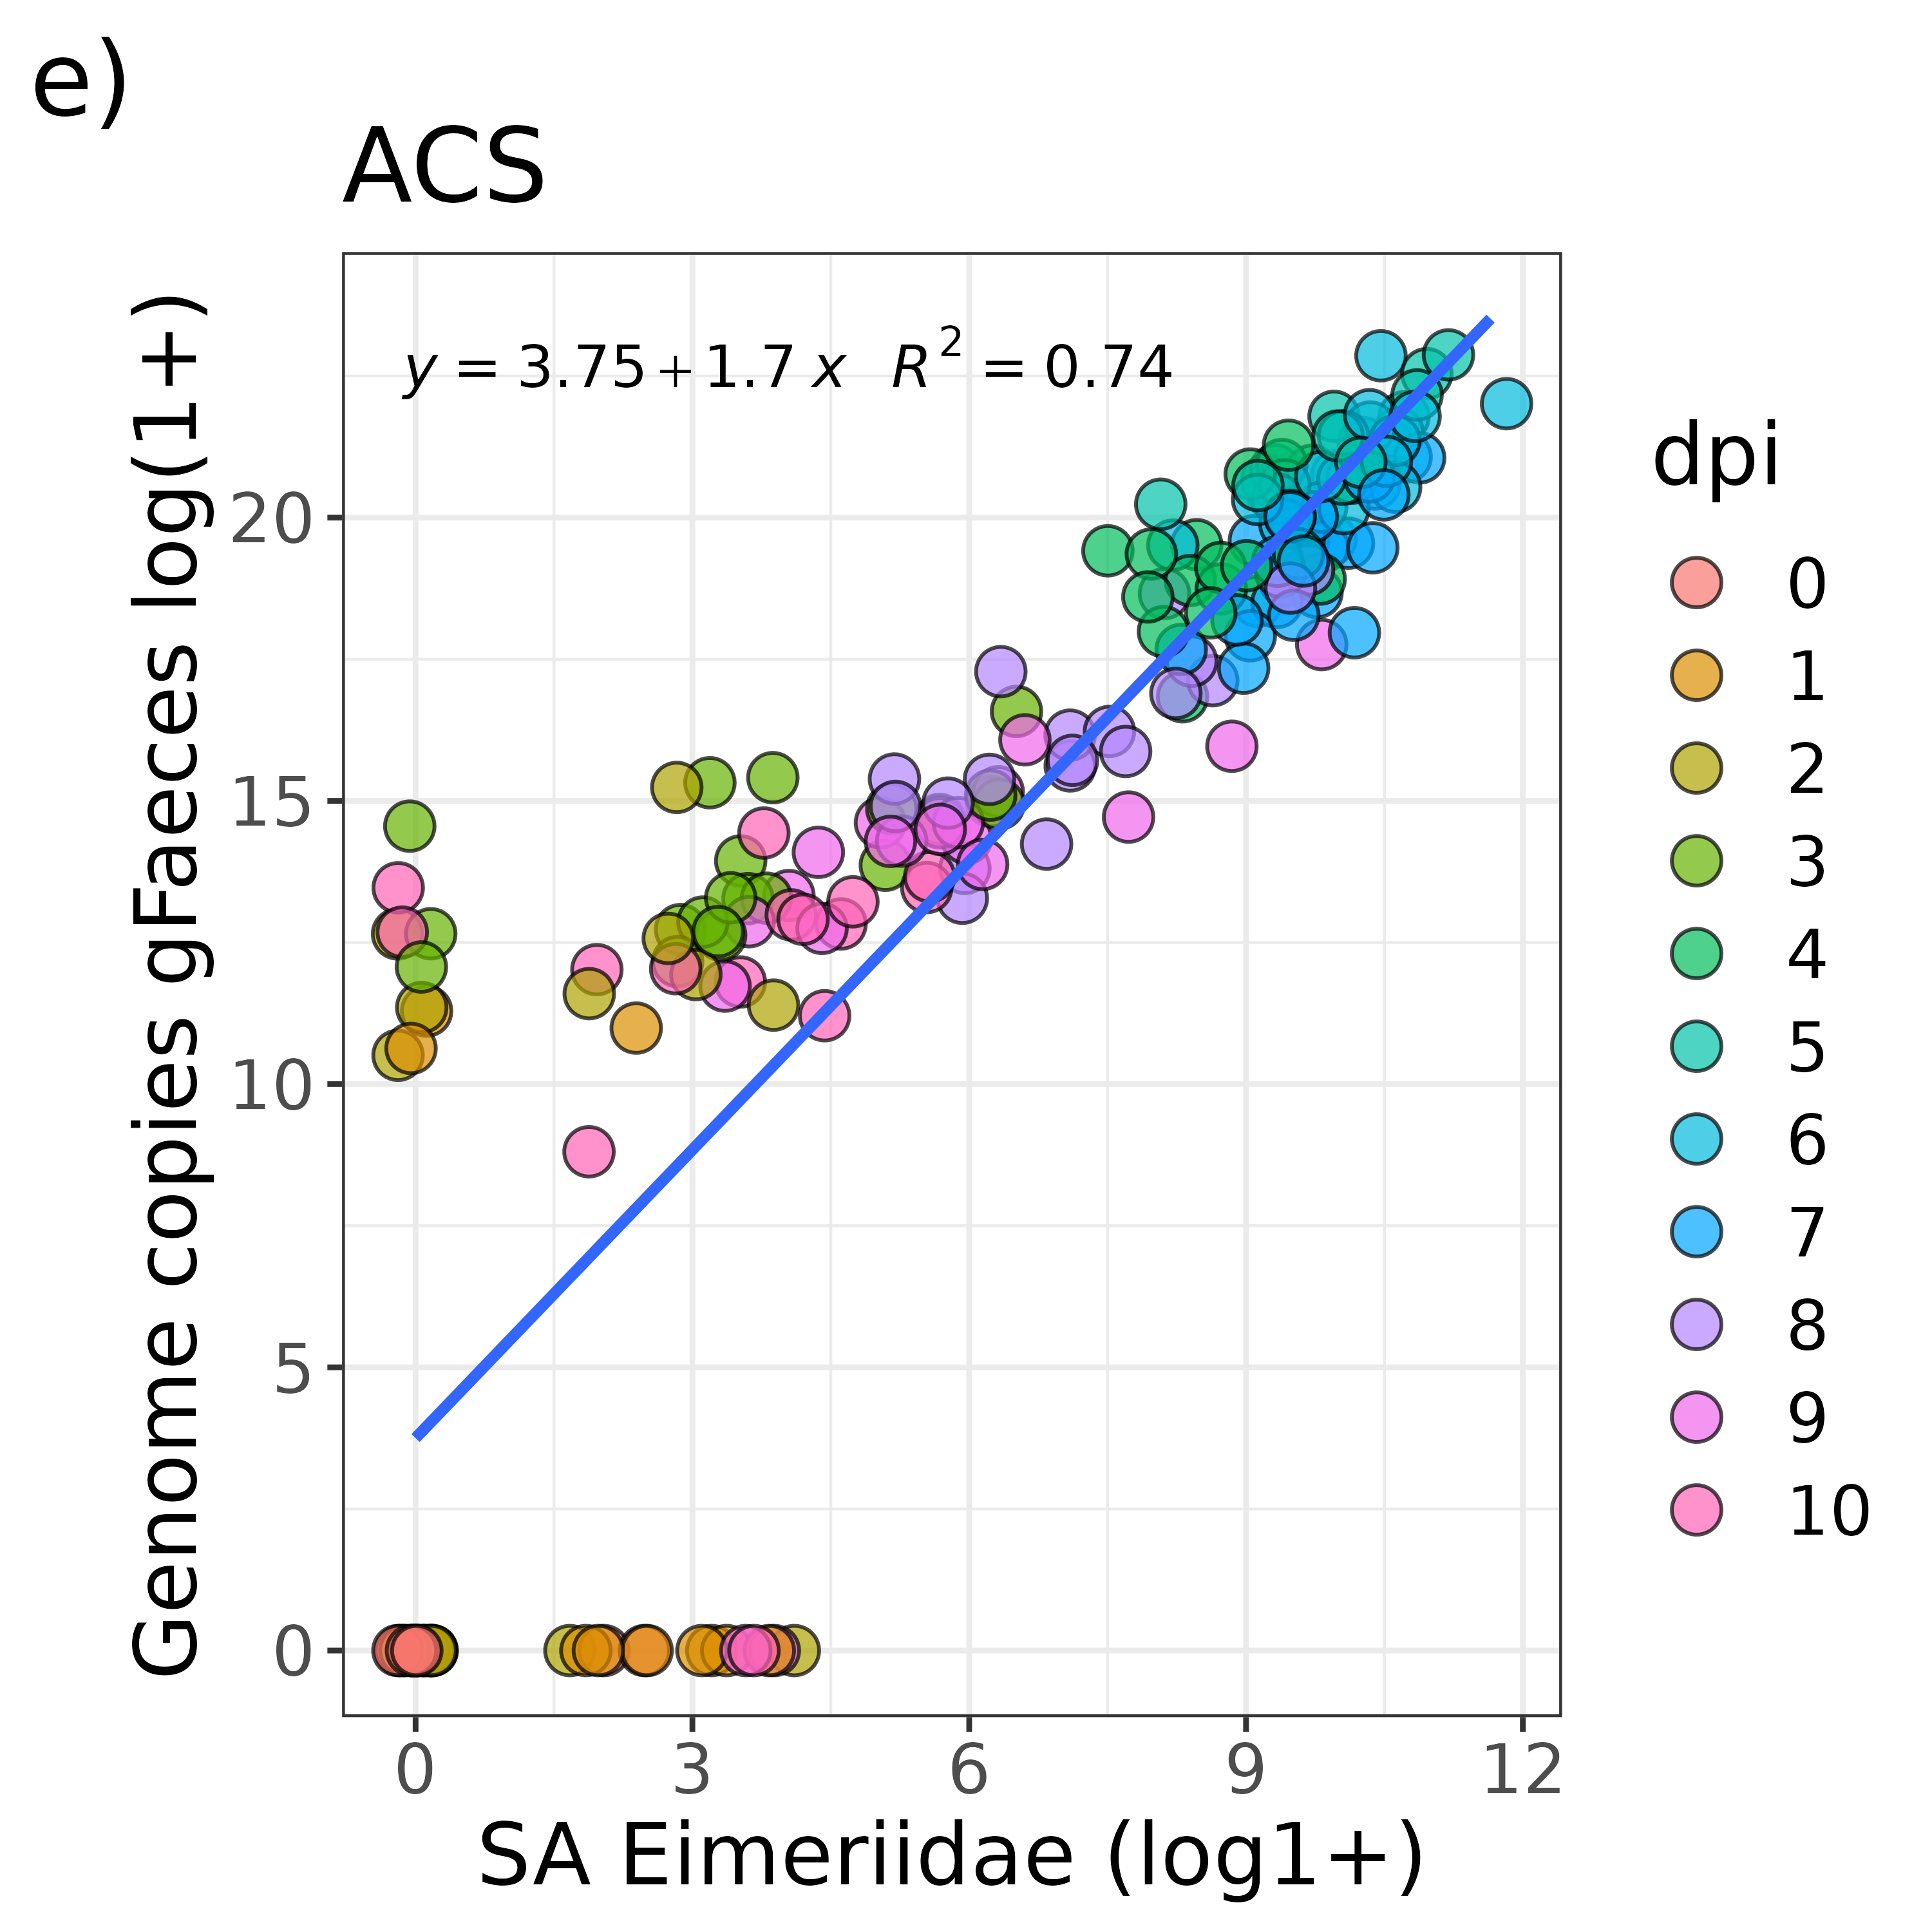 e)
ACS
y = 3.75+1.7 x R² = 0.74
Genome copies gFaeces log(1+)
20
15
10
5
0
0 3 6 9 12
SA Eimeriidae (log1+)
dpi
0
1
2
3
4
5
6
7
8
9
10